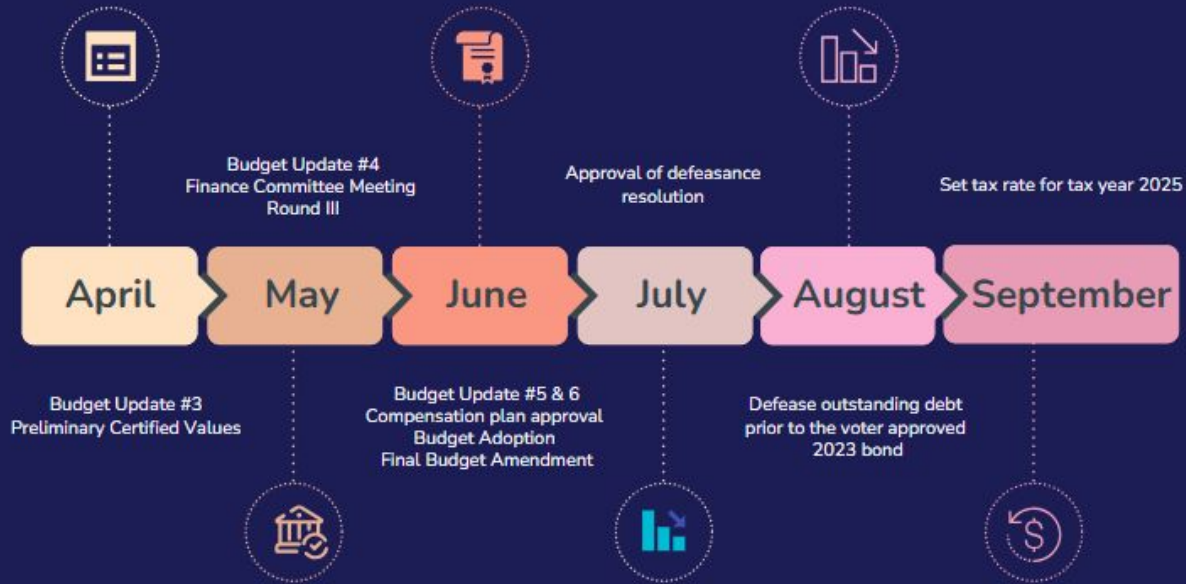 Budget Update #4
Finance Committee Meeting
Round III
Approval of defeasance
resolution
Set tax rate for tax year 2025
April
May
June
July
August
September
Budget Update #3
Preliminary Certified Values
Budget Update #5 & 6
Compensation plan approval
Budget Adoption
Final Budget Amendment
Defease outstanding debt
prior to the voter approved
2023 bond
$